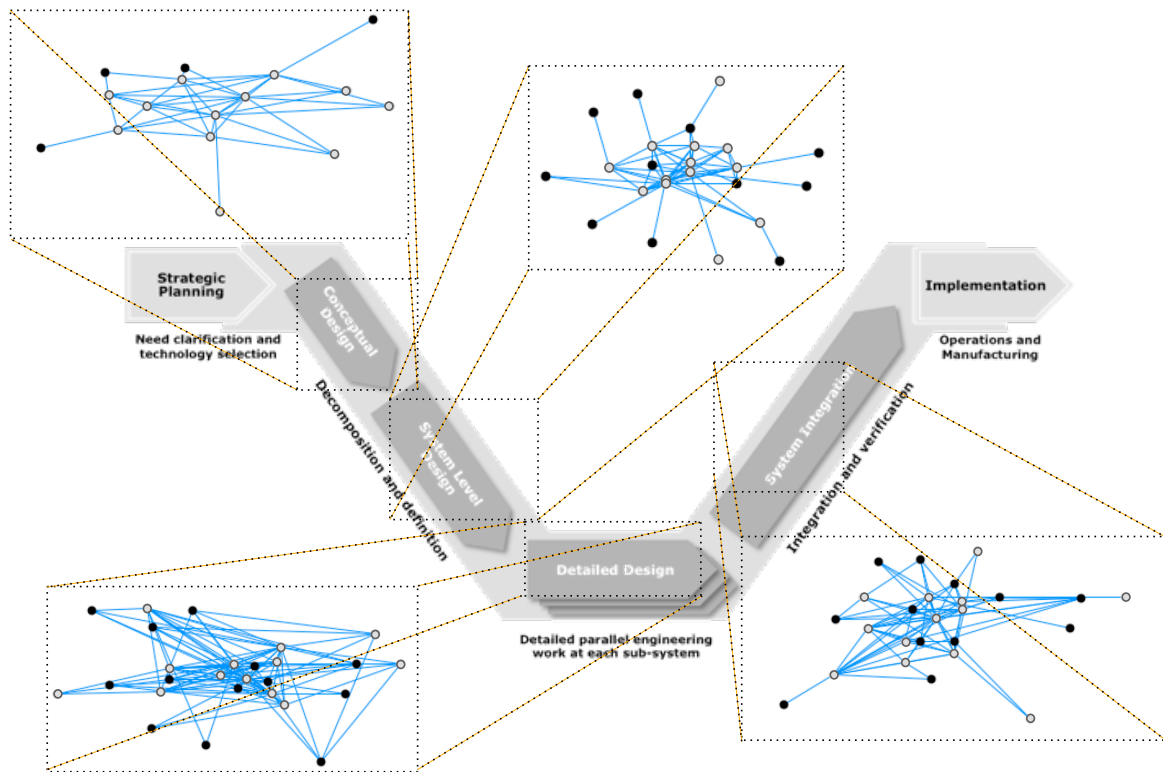 Strategic
Planning
Need clarification and
technology selection
Conceptual
Design
System Level
Design
Decomposition and definition
Detailed Design
Detailed parallel engineering
work at each sub-system
System Integration
Integration and verification
Implementation
Operations and
Manufacturing